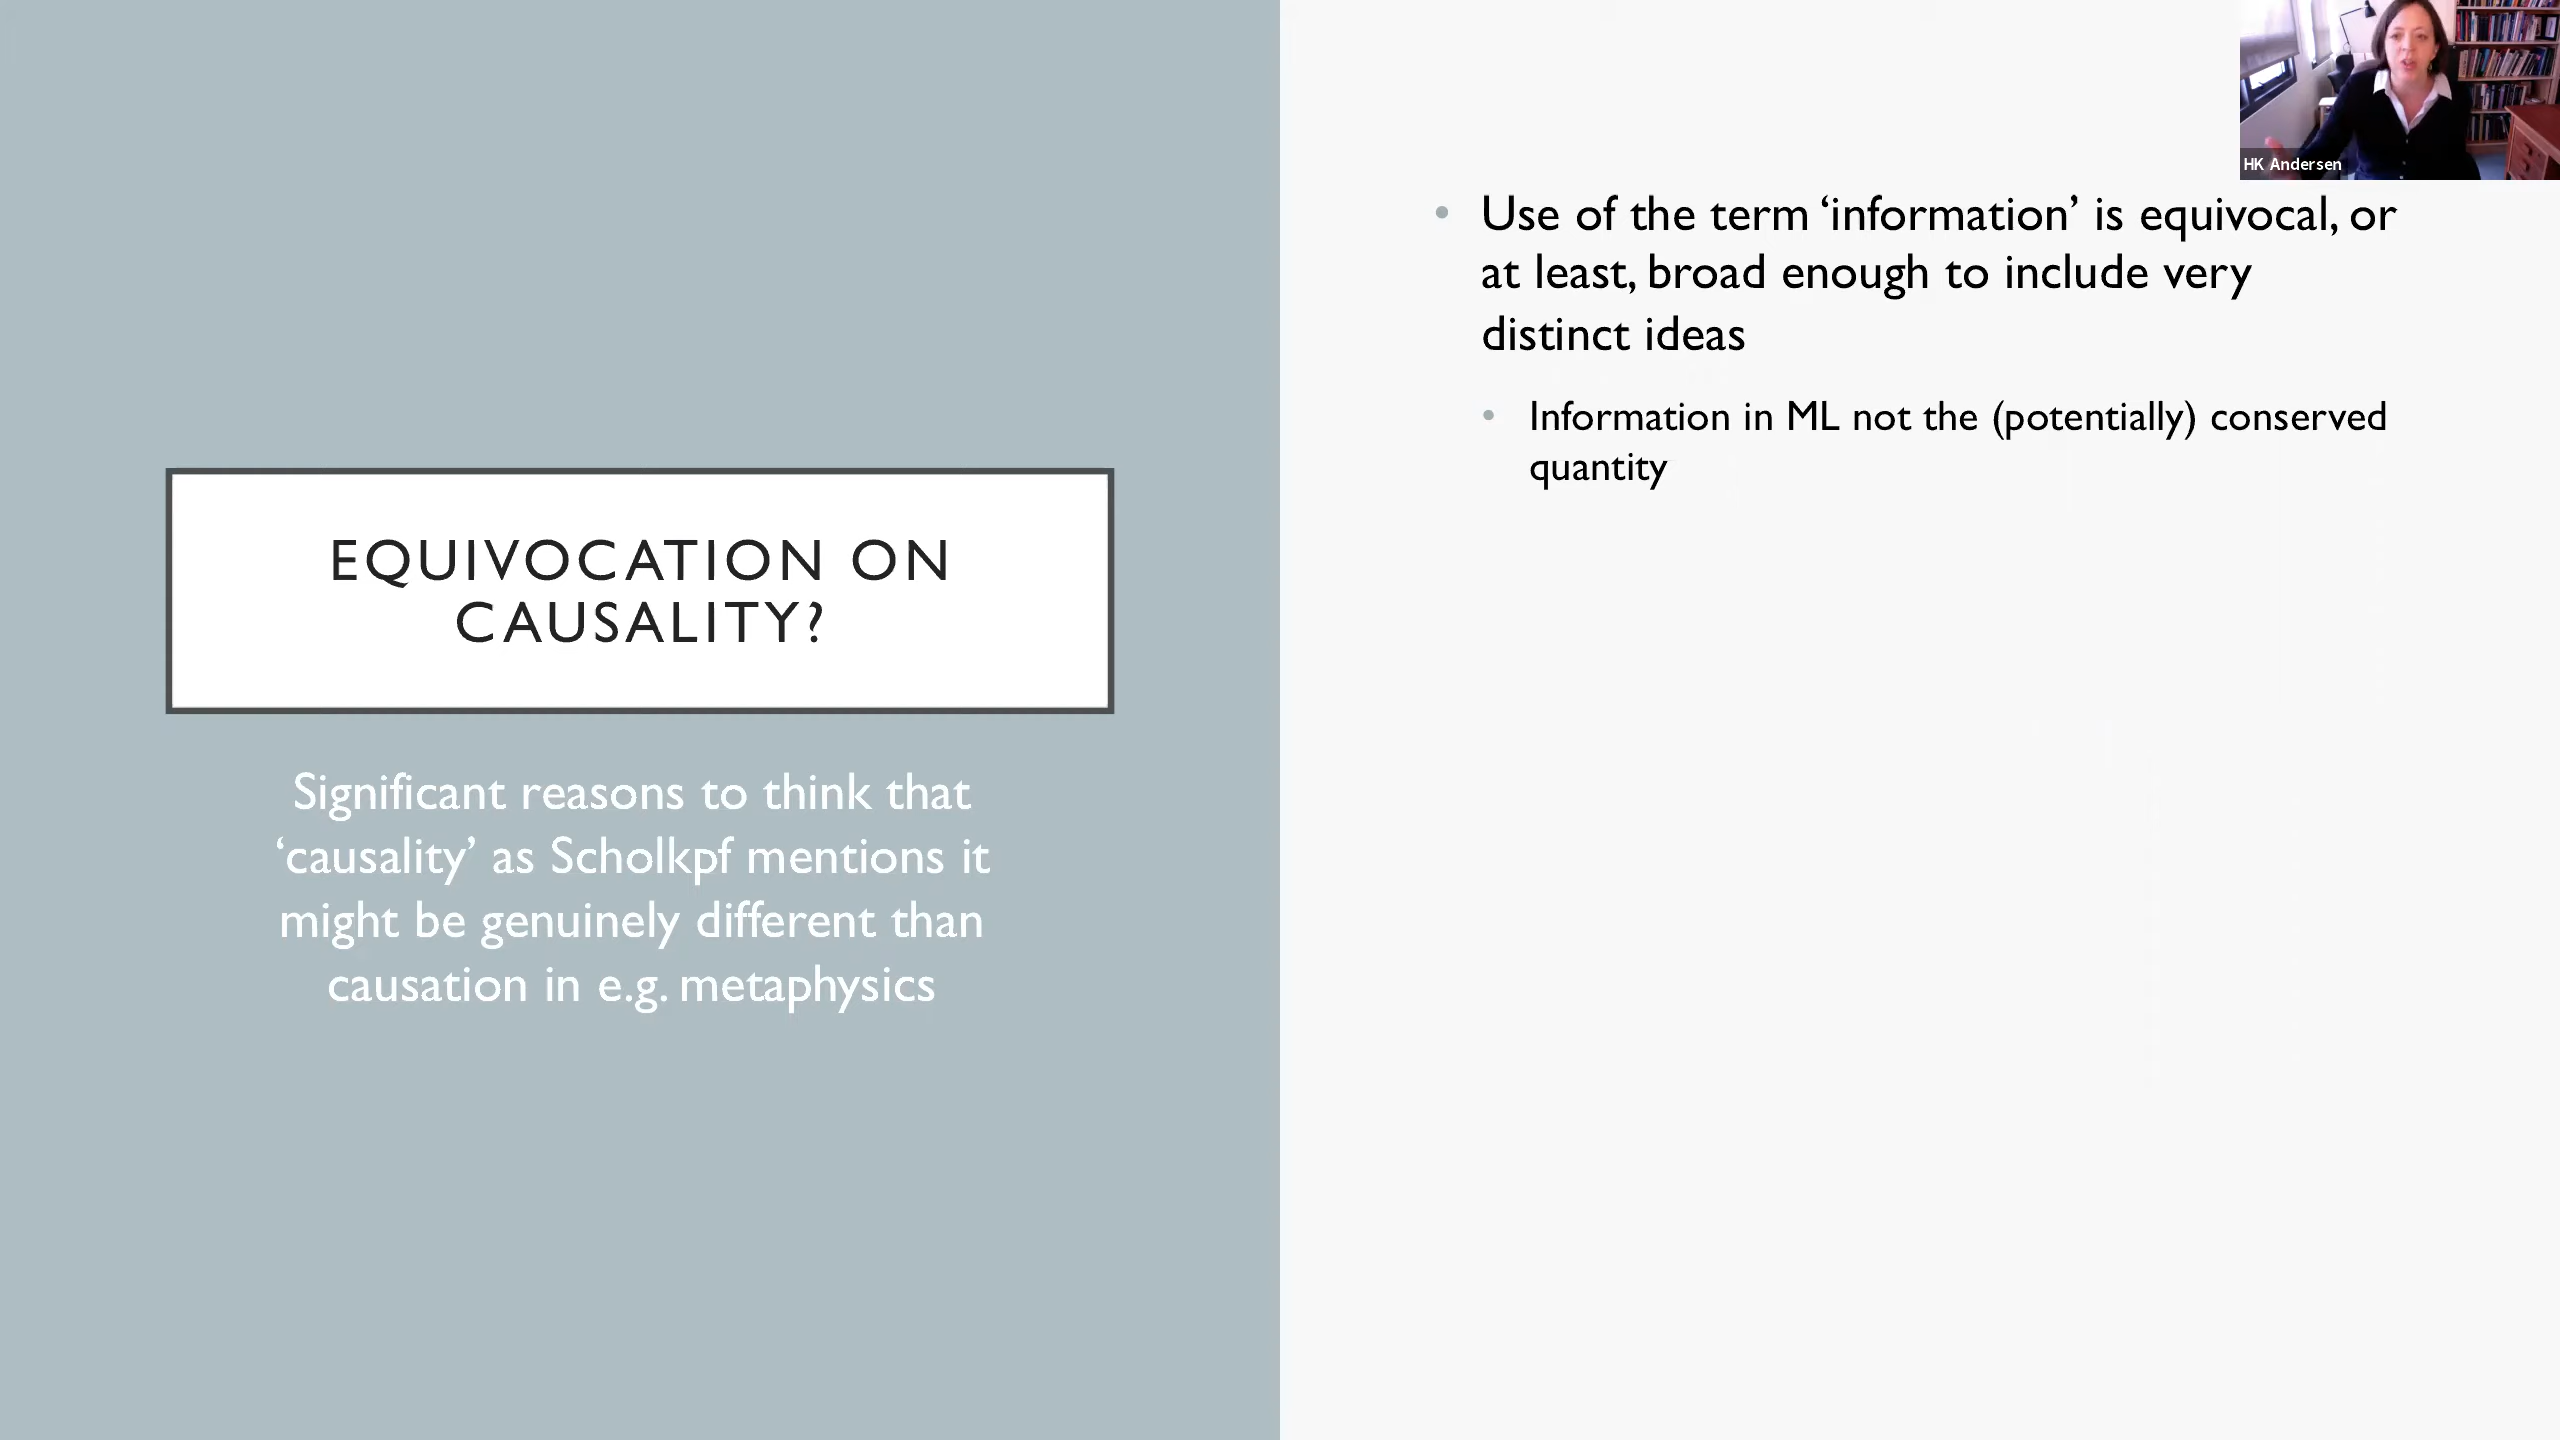 HK Andersen
EQUIVOCATION ON
CAUSALITY?
Significant reasons to think that
‘causality’ as Scholkpf mentions it
might be genuinely different than
causation in e.g. metaphysics
• Use of the term ‘information’ is equivocal, or
at least, broad enough to include very
distinct ideas
• Information in ML not the (potentially) conserved
quantity